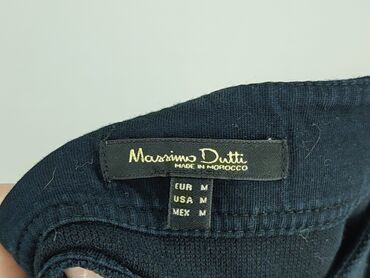 Massimo Dutti
MADE IN MOROCCO
EUR M
USA M
MEX M